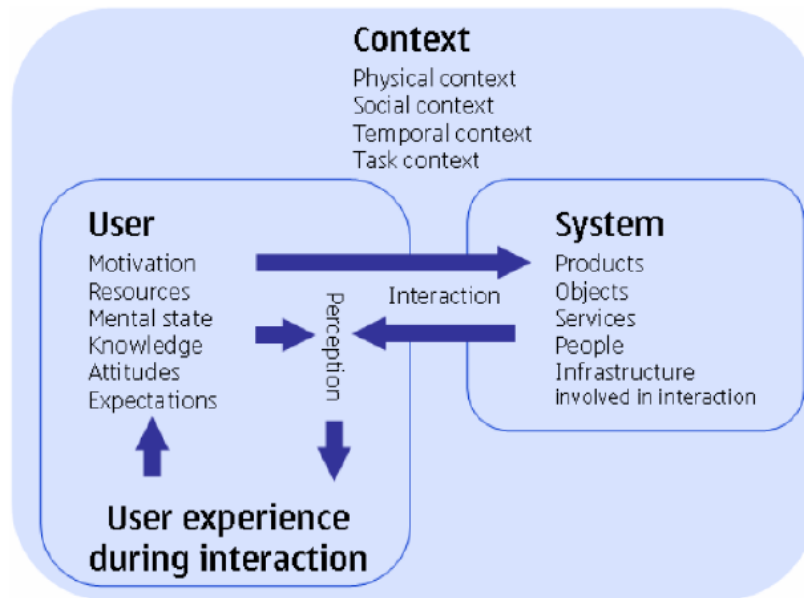 Context
Physical context
Social context
Temporal context
Task context
User
Motivation
Resources
Mental state
Knowledge
Attitudes
Expectations
Perception
Interaction
System
Products
Objects
Services
People
Infrastructure
involved in interaction
User experience
during interaction